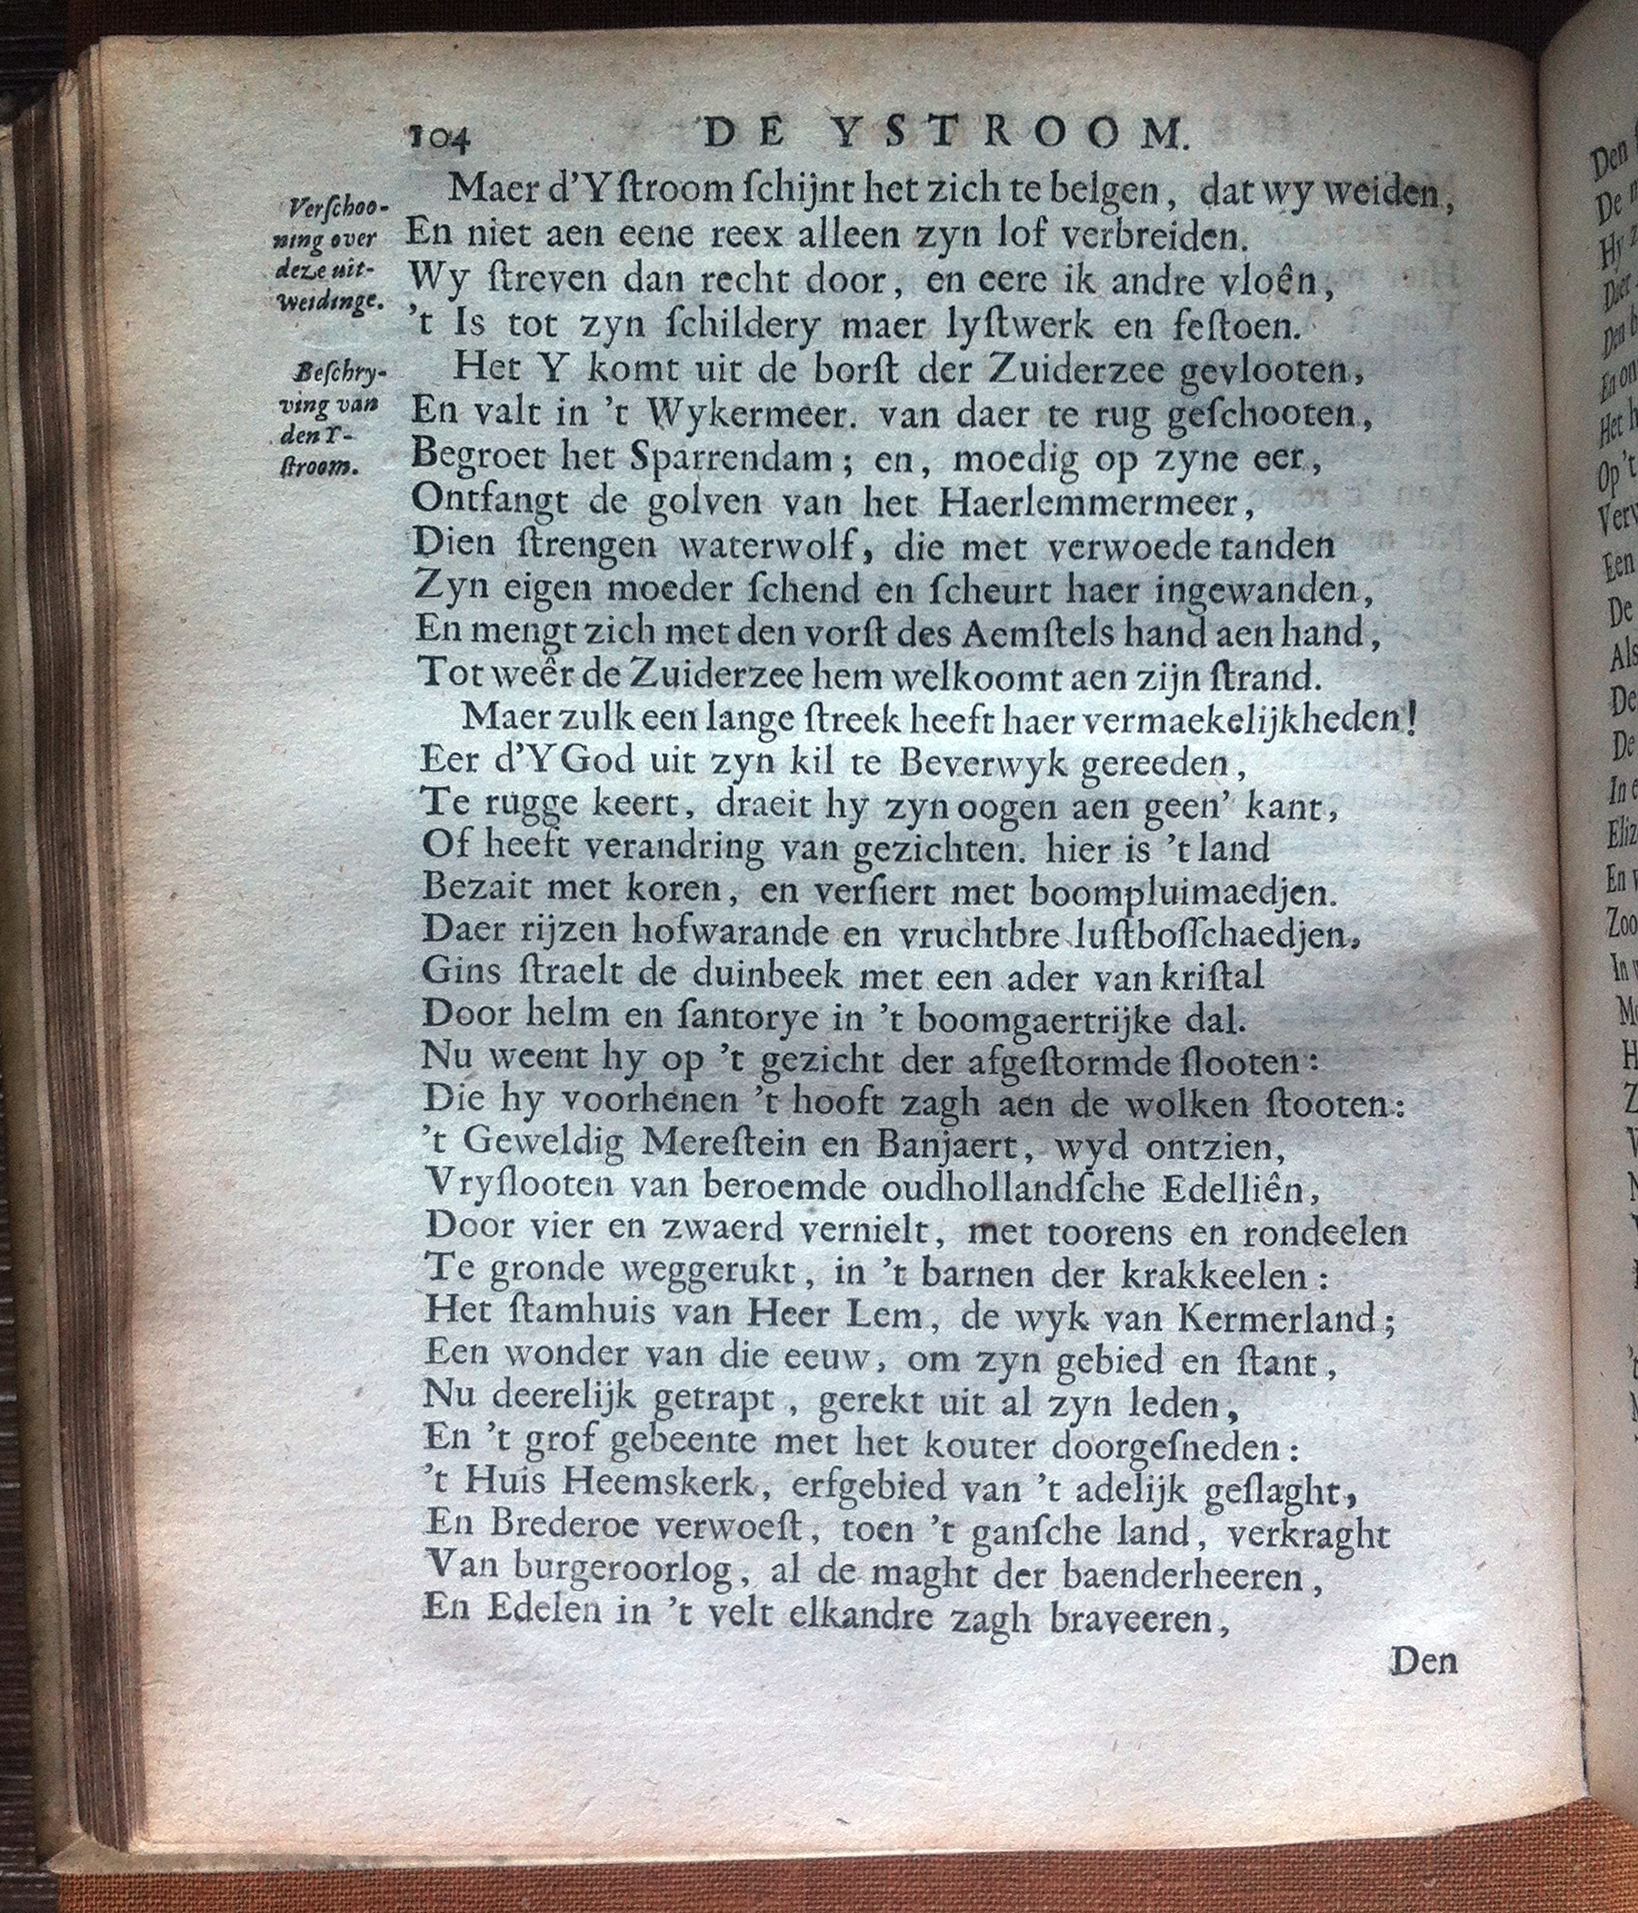 104 DE YSTROOM.
Verſchoo-
ning over
deze uit-
weidinge.
Maer d'Yſtroom ſchijnt het zich te belgen, dat wy weiden,
En niet aen eene reex alleen zyn lof verbreiden.
Wy ſtreven dan recht door, en eere ik andre vloên,
't Is tot zyn ſchildery maer lyſtwerk en feſtoen.
Beſchry-
ving van
den Y-
ſtroom.
Het Y komt uit de borſt der Zuiderzee gevlooten,
En valt in 't Wykermeer. van daer te rug geſchooten,
Begroet het Sparrendam; en, moedig op zyne eer,
Ontfangt de golven van het Haerlemmermeer,
Dien ſtrengen waterwolf, die met verwoede tanden
Zyn eigen moeder ſchend en ſcheurt haer ingewanden,
En mengt zich met den vorſt des Aemſtels hand aen hand,
Tot weêr de Zuiderzee hem welkoomt aen zijn ſtrand.
Maer zulk een lange ſtreek heeft haer vermaekelijkheden!
Eer d'Y God uit zyn kil te Beverwyk gereeden,
Te rugge keert, draeit hy zyn oogen aen geen' kant,
Of heeft verandring van gezichten. hier is 't land
Bezait met koren, en verſiert met boompluimaedjen.
Daer rijzen hofwarande en vruchtbre luſtboſſchaedjen,
Gins ſtraelt de duinbeek met een ader van kriſtal
Door helm en ſantorye in 't boomgaertrijke dal.
Nu weent hy op 't gezicht der afgeſtormde ſlooten:
Die hy voorhenen 't hooft zagh aen de wolken ſtooten:
't Geweldig Mereſtein en Banjaert, wyd ontzien,
Vryſlooten van beroemde oudhollandſche Edelliên,
Door vier en zwaerd vernielt, met toorens en rondeelen
Te gronde weggerukt, in 't barnen der krakkeelen:
Het ſtamhuis van Heer Lem, de wyk van Kermerland;
Een wonder van die eeuw, om zyn gebied en ſtant,
Nu deerelijk getrapt, gerekt uit al zyn leden,
En 't grof gebeente met het kouter doorgeſneden:
't Huis Heemskerk, erfgebied van 't adelijk geſlaght,
En Brederoe verwoeſt, toen 't ganſche land, verkraght
Van burgeroorlog, al de maght der baenderheeren,
En Edelen in 't velt elkandre zagh braveeren,
Den